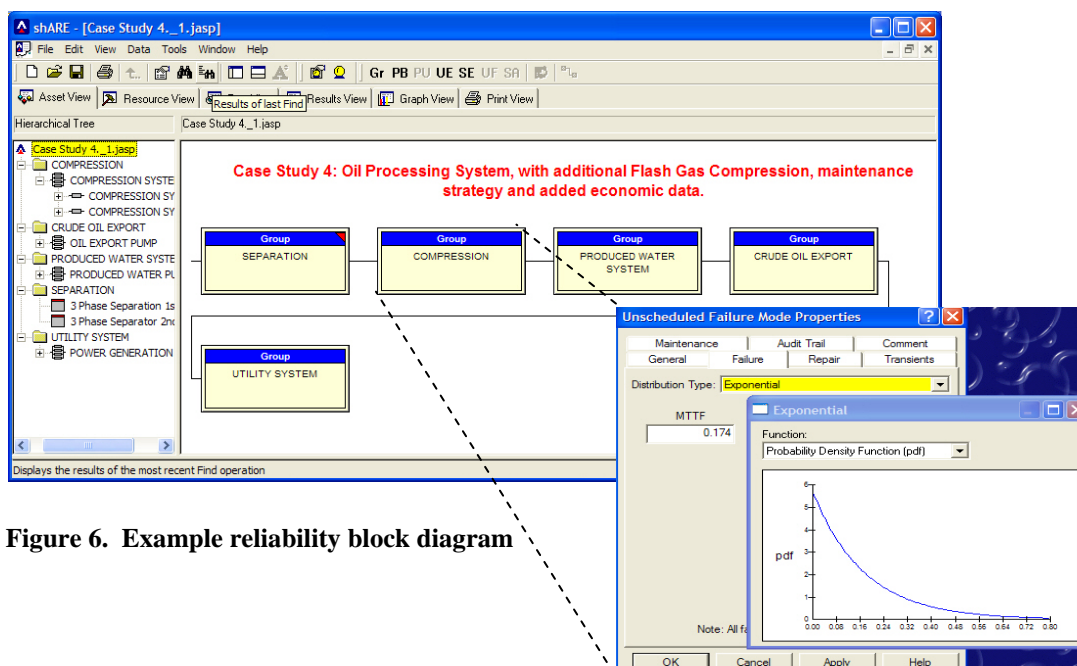 shARE - [Case Study 4._1.jasp]
File Edit View Data Tools Window Help
Gr PB PU UE SE UF SA
Asset View Resource View Results View Graph View Print View
Results of last Find
Hierarchical Tree Case Study 4._1.jasp
Case Study 4._1.jasp
COMPRESSION
COMPRESSION SYSTE
COMPRESSION SY
COMPRESSION SY
CRUDE OIL EXPORT
OIL EXPORT PUMP
PRODUCED WATER SYSTE
PRODUCED WATER PU
SEPARATION
3 Phase Separation 1s
3 Phase Separator 2nd
UTILITY SYSTEM
POWER GENERATION
Case Study 4: Oil Processing System, with additional Flash Gas Compression, maintenance
strategy and added economic data.
Group
SEPARATION
Group
COMPRESSION
Group
PRODUCED WATER
SYSTEM
Group
CRUDE OIL EXPORT
Group
UTILITY SYSTEM
Displays the results of the most recent Find operation
Unscheduled Failure Mode Properties
Maintenance Audit Trail Comment
General Failure Repair Transients
Distribution Type: Exponential
MTTF
0.174
Exponential
Function:
Probability Density Function (pdf)
pdf
6
5
4
3
2
1
0
0.00 0.08 0.16 0.24 0.32 0.40 0.48 0.56 0.64 0.72 0.80
Note: All fa
OK Cancel Apply Help
Figure 6. Example reliability block diagram